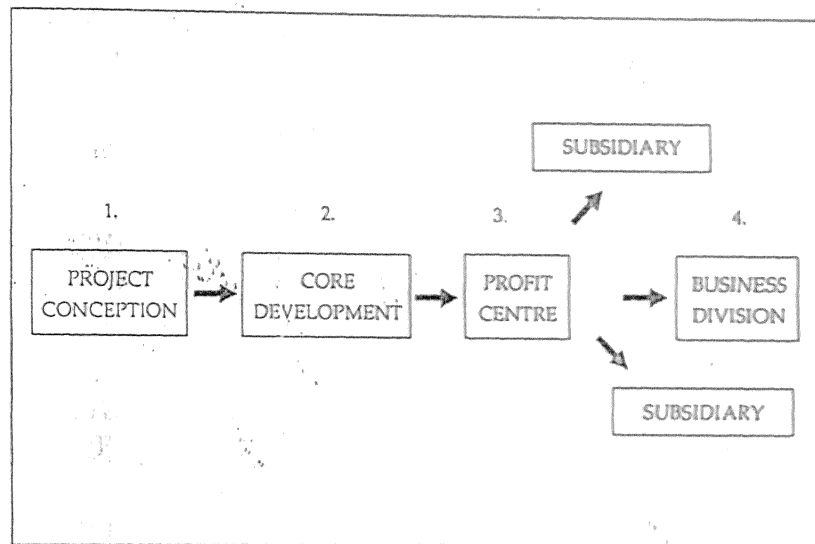 SUBSIDIARY
1.
2.
3.
4.
PROJECT
CONCEPTION
CORE
DEVELOPMENT
PROFIT
CENTRE
BUSINESS
DIVISION
SUBSIDIARY